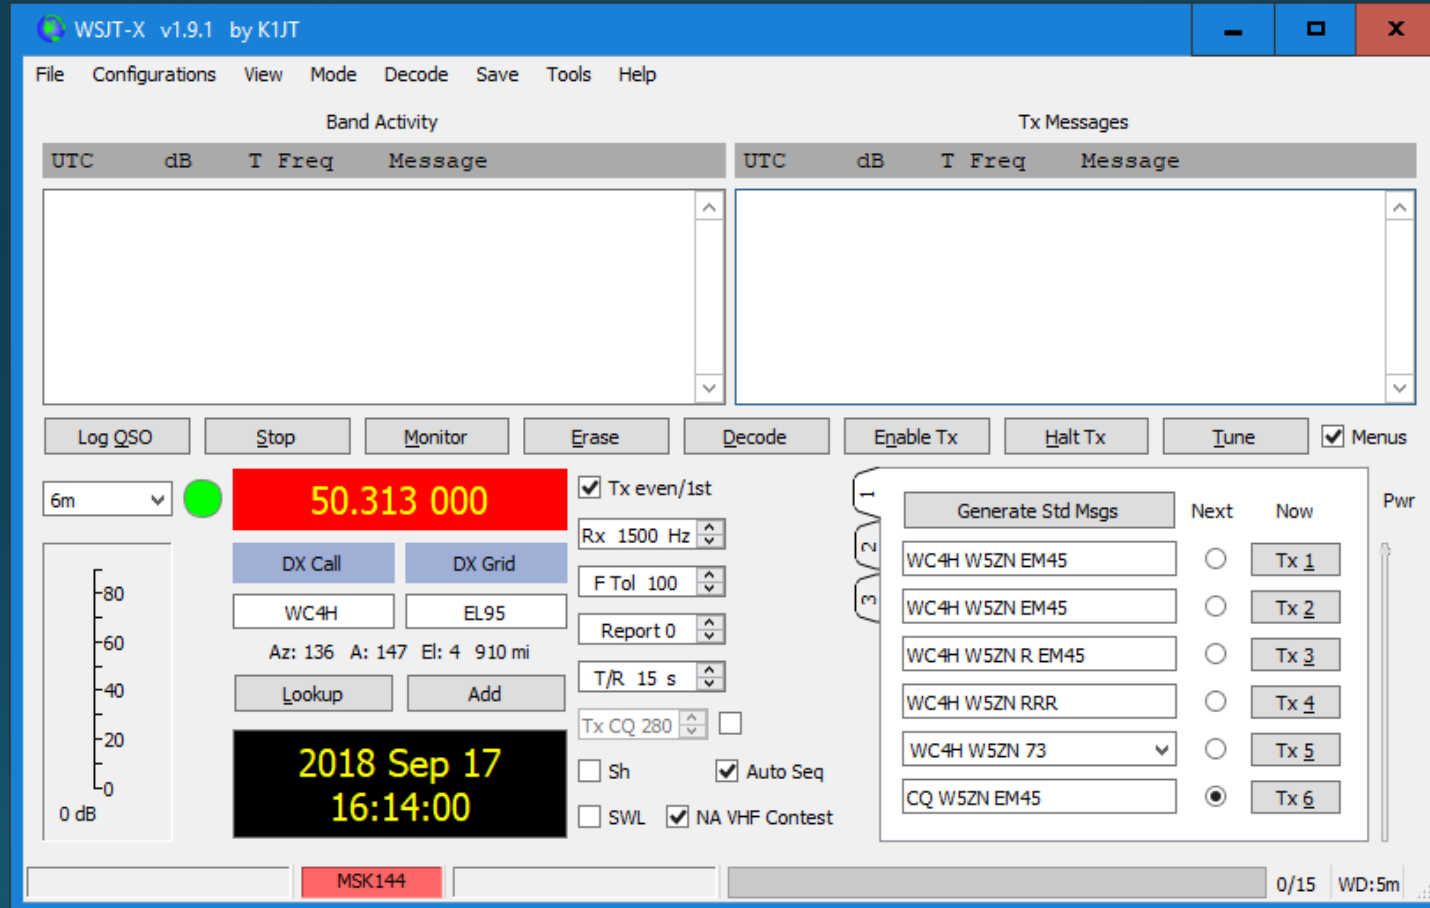 WSJT-X v1.9.1 by K1JT
File Configurations View Mode Decode Save Tools Help
Band Activity
Tx Messages
UTC dB T Freq Message
UTC dB T Freq Message
Log QSO Stop Monitor Erase Decode Enable Tx Halt Tx Tune Menus
6m
50.313 000
DX Call DX Grid
WC4H EL95
Az: 136 A: 147 El: 4 910 mi
Lookup Add
2018 Sep 17
16:14:00
-80
-60
-40
-20
-0
0 dB
Tx even/1st
Rx 1500 Hz
F Tol 100
Report 0
T/R 15 s
Tx CQ 280
Sh Auto Seq
SWL NA VHF Contest
1
2
3
Generate Std Msgs Next Now
WC4H W5ZN EM45 Tx 1
WC4H W5ZN EM45 Tx 2
WC4H W5ZN R EM45 Tx 3
WC4H W5ZN RRR Tx 4
WC4H W5ZN 73 Tx 5
CQ W5ZN EM45 Tx 6
Pwr
MSK144
0/15 WD:5m